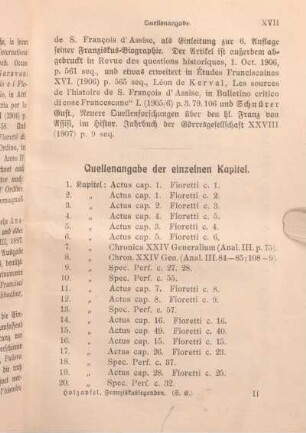 Quellenangabe. XVII
de S. François d'Assise, als Einleitung zur 6. Auflage
seiner Franziskus-Biographie. Der Artikel ist außerdem ab-
gedruckt in Revue des questions historiques, 1. Oct. 1906,
p. 561 seq., und etwas erweitert in Études Franciscaines
XVI. (1906) p. 565 seq., Léon de Kerval, Les sources
de l'histoire de S. François d'Assise, in Bulletino critico
di cose Francescane" I. (1905/6) p. 3. 79. 106 und Schnürer
Gust., Neuere Quellenforschungen über den hl. Franz von
Assisi, im Histor. Jahrbuch der Görresgesellschaft XXVIII
(1907) p. 9 seq.
Quellenangabe der einzelnen Kapitel.
1. Kapitel: Actus cap. 1. Fioretti c. 1.
2. „ Actus cap. 2. Fioretti c. 2.
3. „ Actus cap. 3. Fioretti c. 3.
4. „ Actus cap. 4. Fioretti c. 5.
5. „ Actus cap. 5. Fioretti c. 6.
6. „ Actus cap. 6. Fioretti c. 7.
7. „ Chronica XXIV Generalium (Anal. III. p. 75).
8. „ Chron. XXIV Gen. (Anal. III. 84—85; 108—9).
9. „ Spec. Perf. c. 27, 28.
10. „ Spec. Perf. c. 55.
11. „ Actus cap. 7. Fioretti c. 8.
12. „ Actus cap. 8. Fioretti c. 9.
13. „ Actus cap. 10. Fioretti c. 10.
14. „ Actus cap. 16. Fioretti c. 16.
15. „ Actus cap. 49. Fioretti c. 40.
16. „ Actus cap. 15. Fioretti c. 15.
17. „ Actus cap. 26. Fioretti c. 23.
18. „ Actus cap. 28. Fioretti c. 25.
19. „ Spec. Perf. c. 38.
20. „ Spec. Perf. c. 32.
Holzapfel, Franziskuslegenden. (S. K.) II